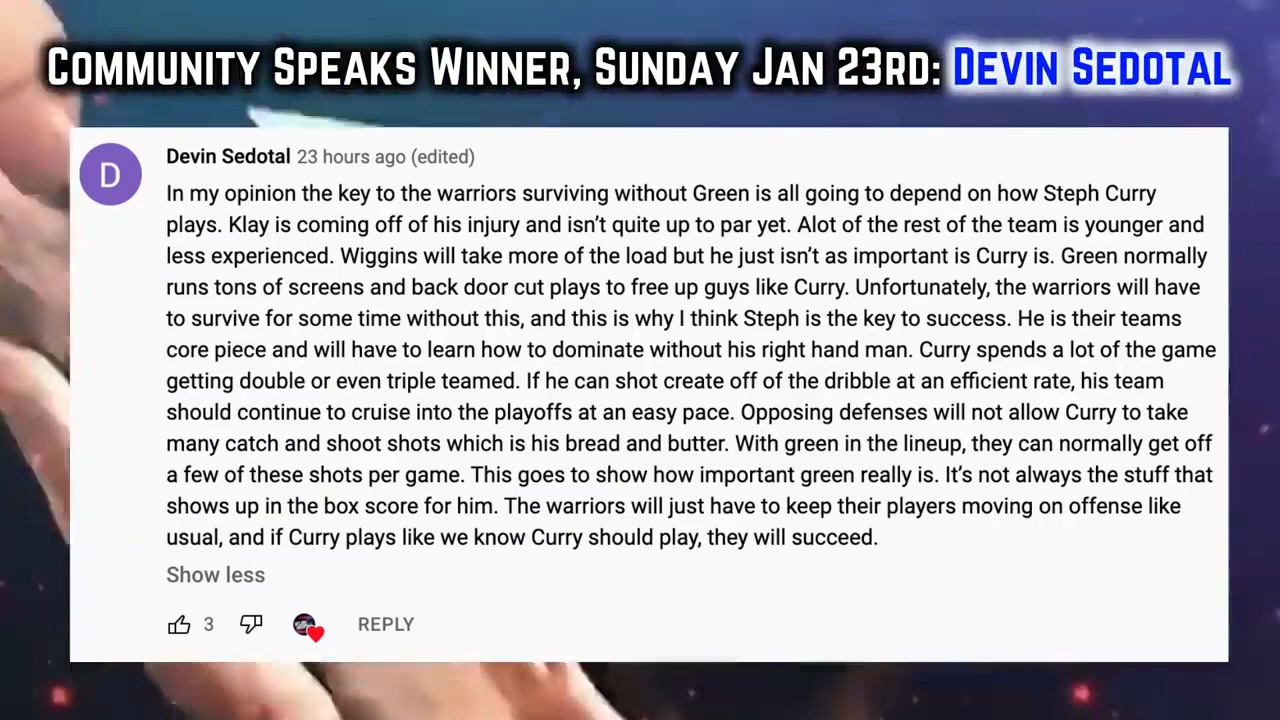 Community Speaks Winner, Sunday Jan 23rd: Devin Sedotal
D
Devin Sedotal 23 hours ago (edited)
In my opinion the key to the warriors surviving without Green is all going to depend on how Steph Curry
plays. Klay is coming off of his injury and isn't quite up to par yet. Alot of the rest of the team is younger and
less experienced. Wiggins will take more of the load but he just isn't as important is Curry is. Green normally
runs tons of screens and back door cut plays to free up guys like Curry. Unfortunately, the warriors will have
to survive for some time without this, and this is why I think Steph is the key to success. He is their teams
core piece and will have to learn how to dominate without his right hand man. Curry spends a lot of the game
getting double or even triple teamed. If he can shot create off of the dribble at an efficient rate, his team
should continue to cruise into the playoffs at an easy pace. Opposing defenses will not allow Curry to take
many catch and shoot shots which is his bread and butter. With green in the lineup, they can normally get off
a few of these shots per game. This goes to show how important green really is. It's not always the stuff that
shows up in the box score for him. The warriors will just have to keep their players moving on offense like
usual, and if Curry plays like we know Curry should play, they will succeed.
Show less
3 REPLY